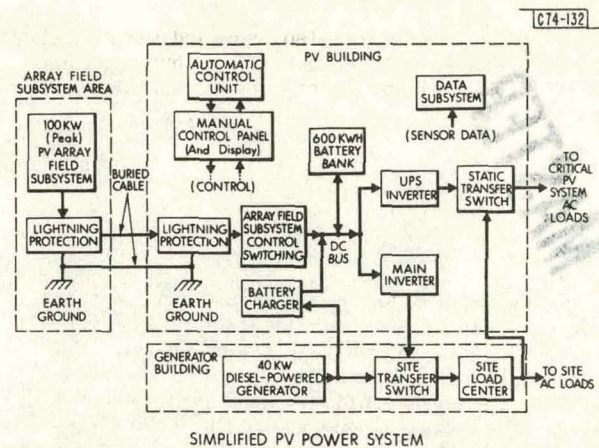 C74-132
PV BUILDING
ARRAY FIELD
SUBSYSTEM AREA
100 KW
(Peak)
PV ARRAY
FIELD
SUBSYSTEM
BURIED
CABLE
LIGHTNING
PROTECTION
EARTH
GROUND
AUTOMATIC
CONTROL
UNIT
MANUAL
CONTROL PANEL
(And Display)
(CONTROL)
LIGHTNING
PROTECTION
EARTH
GROUND
ARRAY FIELD
SUBSYSTEM
CONTROL
SWITCHING
600 KWH
BATTERY
BANK
DC
BUS
BATTERY
CHARGER
DATA
SUBSYSTEM
(SENSOR DATA)
UPS
INVERTER
STATIC
TRANSFER
SWITCH
TO
CRITICAL
PV
SYSTEM
AC
LOADS
MAIN
INVERTER
GENERATOR
BUILDING
40 KW
DIESEL-POWERED
GENERATOR
SITE
TRANSFER
SWITCH
SITE
LOAD
CENTER
TO SITE
AC LOADS
SIMPLIFIED PV POWER SYSTEM